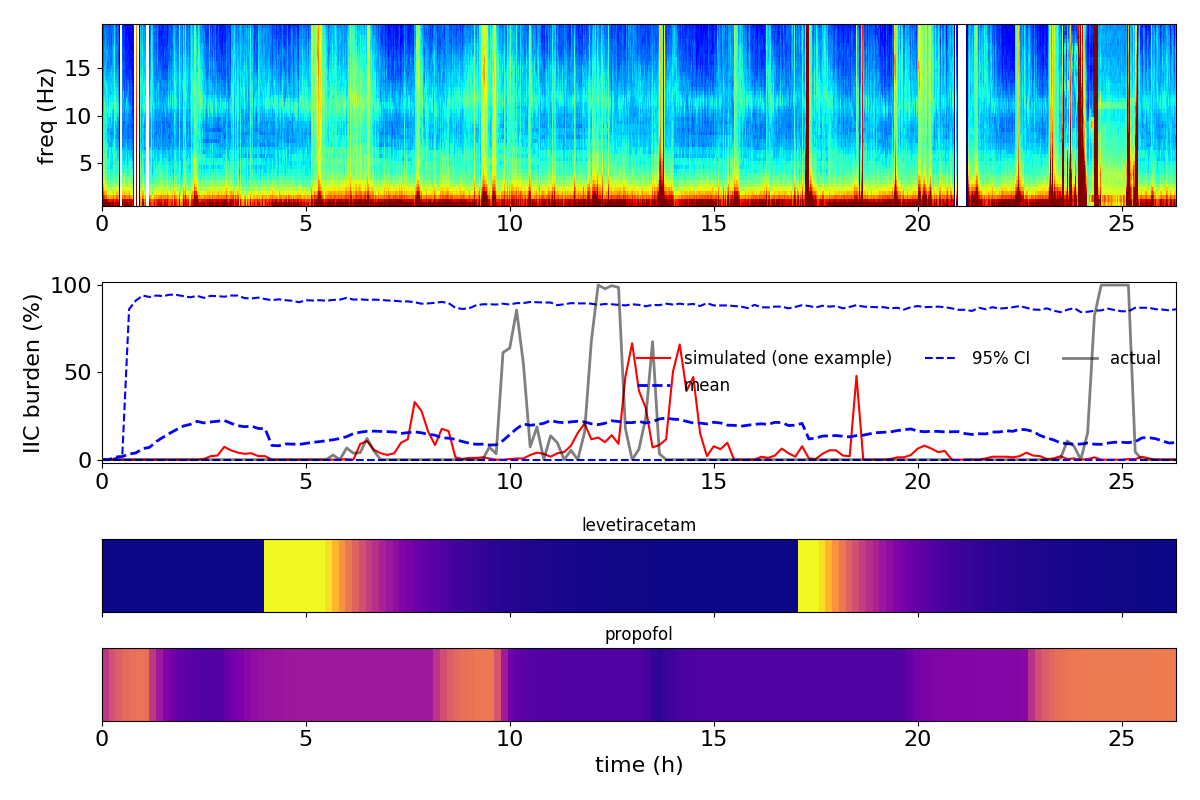 freq (Hz)
15
10
5
0 5 10 15 20 25
IIC burden (%)
100
50
0
simulated (one example) 95% CI actual
mean
0 5 10 15 20 25
levetiracetam
propofol
0 5 10 15 20 25
time (h)